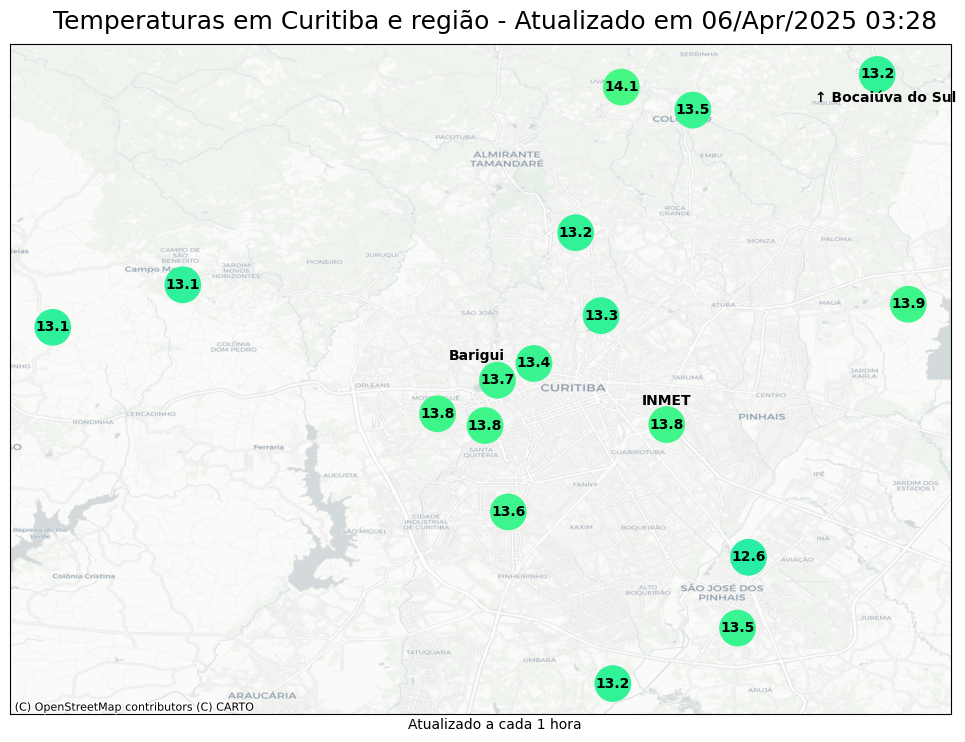 Temperaturas em Curitiba e região - Atualizado em 06/Apr/2025 03:28
SERRINHA
13.2
14.1
↑ Bocaiúva do Sul
13.5
PACOTUBA
ALMIRANTE
TAMANDARÉ
EMBU
ROÇA
GRANDE
13.2
MONZA
PALOMA
CAMPO DE
SÃO
BENEDITO
JURUQUI
PIONEIRO
JARDIM
NOVOS
HORIZONTES
13.1
13.9
MAUÁ
ATUBA
13.1
SÃO JOÃO
13.3
COLÔNIA
DOM PEDRO
Barigui
13.4
JARDIM
KARLA
13.7
TARUMÃ
ORLEANS
CURITIBA
CENTRO
INMET
13.8
CERCADINHO
RONDINHA
PINHAIS
13.8
13.8
Ferraria
SANTA
QUITÉRIA
GUABIROTUBA
AUGUSTA
IPÊ
JARDIM DOS
ESTADOS 1
FANNY
13.6
CIDADE
INDUSTRIAL
DE CURITIBA
SÃO MIGUEL
XAXIM
BOQUEIRÃO
Represa do Rio
Verde
INÁ
12.6
AVIAÇÃO
Colônia Cristina
PINHEIRINHO
ALTO
BOQUEIRÃO
SÃO JOSÉ DOS
PINHAIS
JUREMA
13.5
TATUQUARA
UMBARÁ
13.2
ARUJÁ
ARAUCÁRIA
(C) OpenStreetMap contributors (C) CARTO
Atualizado a cada 1 hora